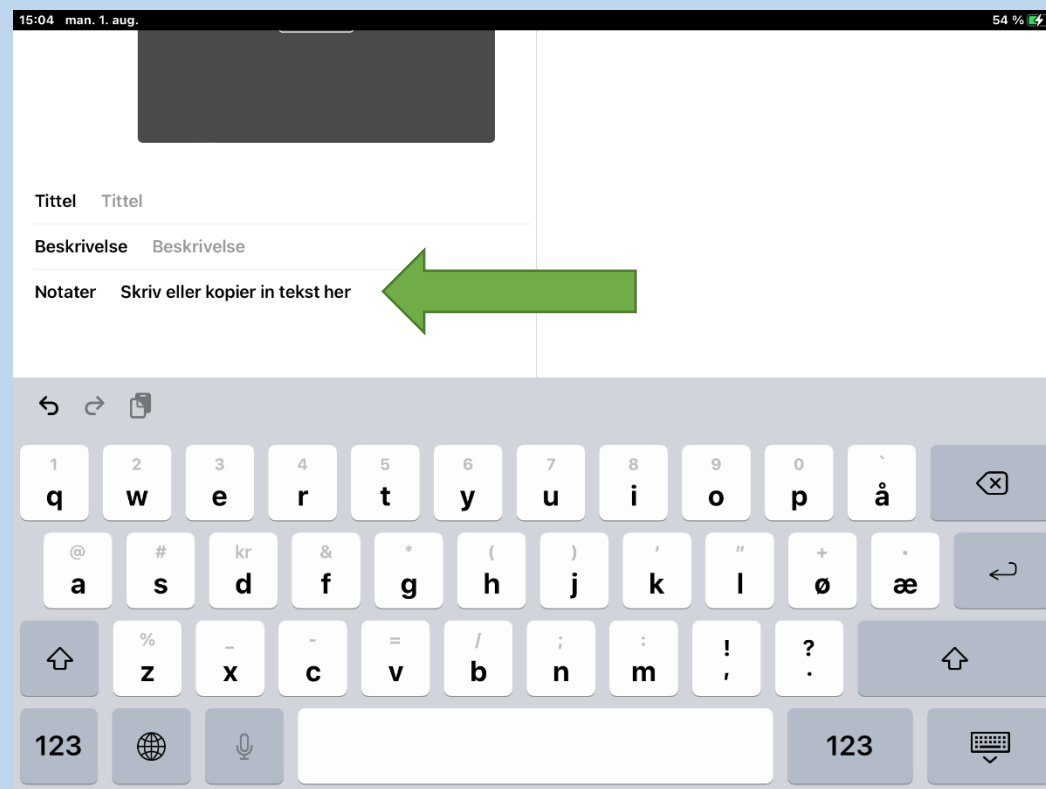 15:04 man. 1. aug. 54 %
Tittel Tittel
Beskrivelse Beskrivelse
Notater Skriv eller kopier in tekst her
1 2 3 4 5 6 7 8 9 0 `
q w e r t y u i o p å
@ # kr & * ( ) ' " + ·
a s d f g h j k l ø æ
% _ - = / ; : ! ?
z x c v b n m , .
123 123